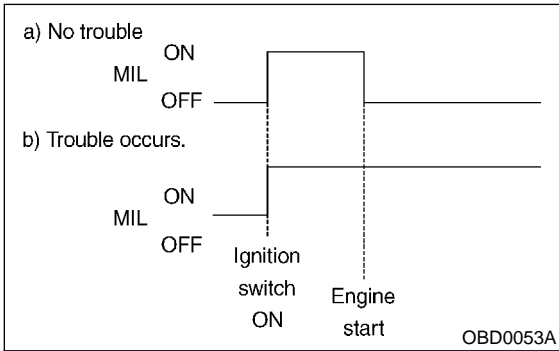 a) No trouble
ON
MIL
OFF
b) Trouble occurs.
ON
MIL
OFF
Ignition
switch
ON
Engine
start
OBD0053A